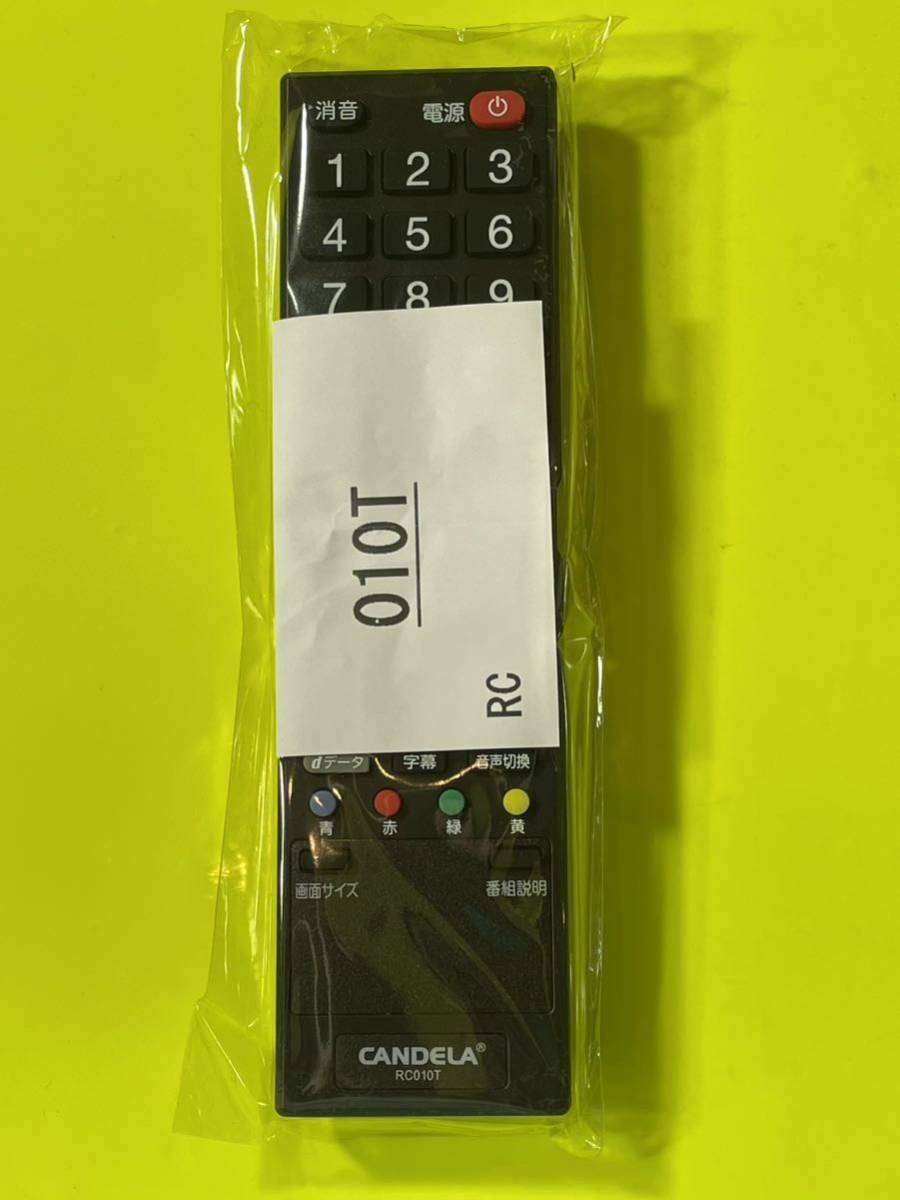 消音 電源
1 2 3
4 5 6
7 8 9
010T
RC
dデータ 字幕 音声切換
青 赤 緑 黄
画面サイズ 番組説明
CANDELA®
RC010T